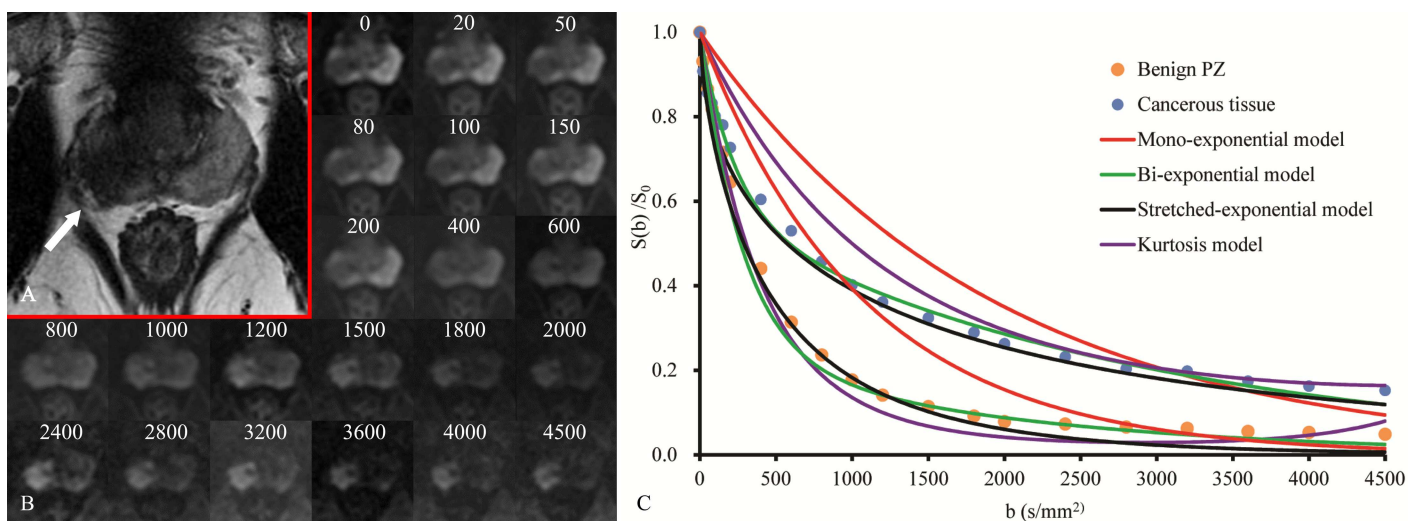 0 20 50
80 100 150
200 400 600
A
800 1000 1200 1500 1800 2000
2400 2800 3200 3600 4000 4500
B
1.0
0.8
0.6
0.4
0.2
0.0
S(b) /S₀
Benign PZ
Cancerous tissue
Mono-exponential model
Bi-exponential model
Stretched-exponential model
Kurtosis model
0 500 1000 1500 2000 2500 3000 3500 4000 4500
C
b (s/mm²⁾